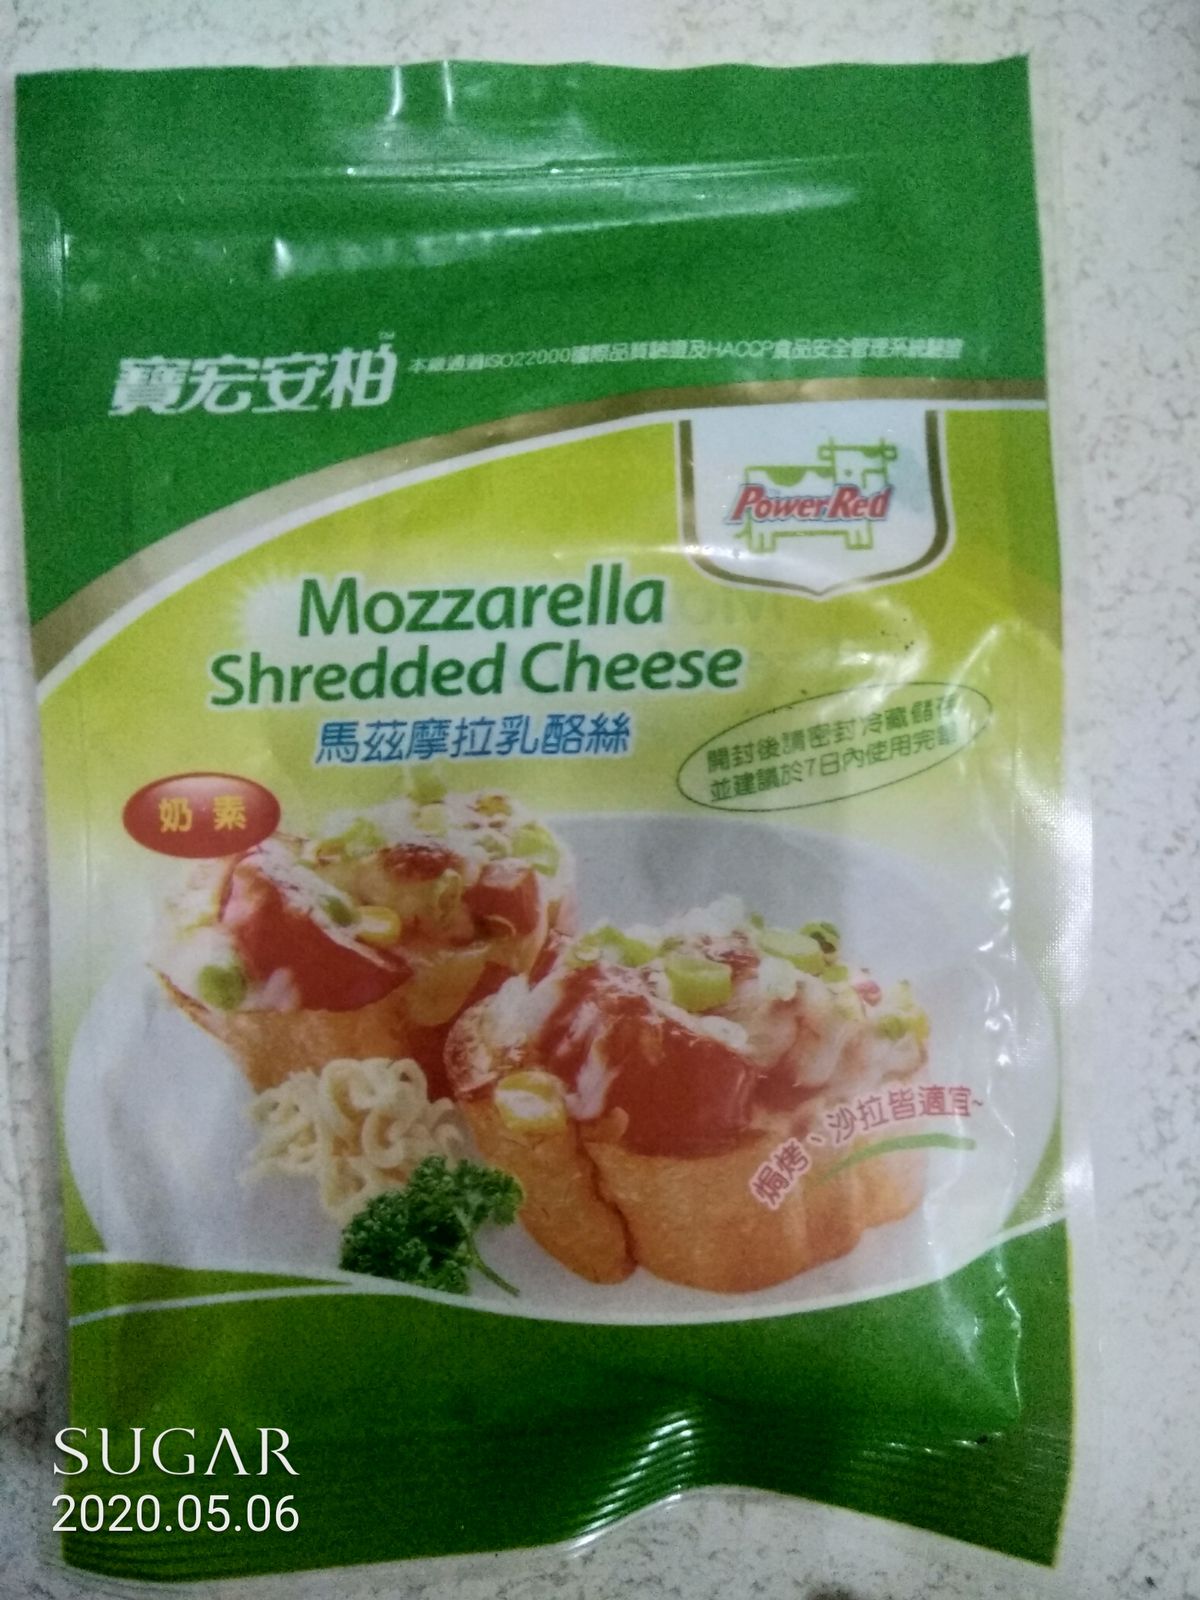 寶宏安柏™
本廠通過ISO22000國際品質驗證及HACCP食品安全管理系統驗證
PowerRed
Mozzarella
Shredded Cheese
馬茲摩拉乳酪絲
開封後請密封冷藏儲存
並建議於7日內使用完畢
奶素
焗烤、沙拉皆適宜~
SUGAR
2020.05.06